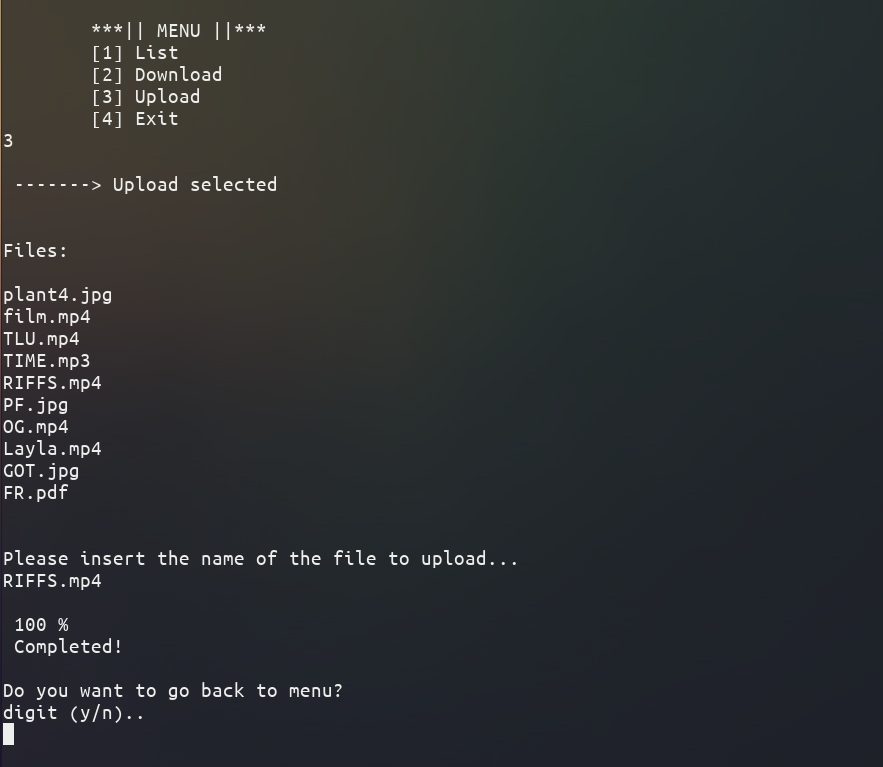 ***|| MENU ||***
[1] List
[2] Download
[3] Upload
[4] Exit
3
-------> Upload selected
Files:
plant4.jpg
film.mp4
TLU.mp4
TIME.mp3
RIFFS.mp4
PF.jpg
OG.mp4
Layla.mp4
GOT.jpg
FR.pdf
Please insert the name of the file to upload...
RIFFS.mp4
100 %
Completed!
Do you want to go back to menu?
digit (y/n)..